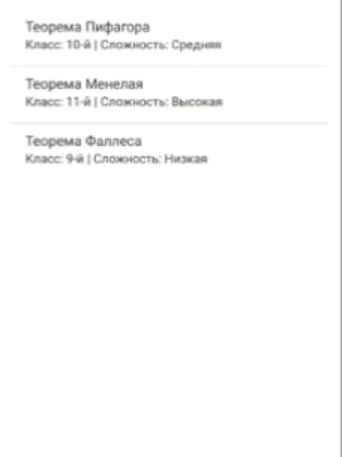 Теорема Пифагора
Класс: 10-й | Сложность: Средняя
Теорема Менелая
Класс: 11-й | Сложность: Высокая
Теорема Фаллеса
Класс: 9-й | Сложность: Низкая